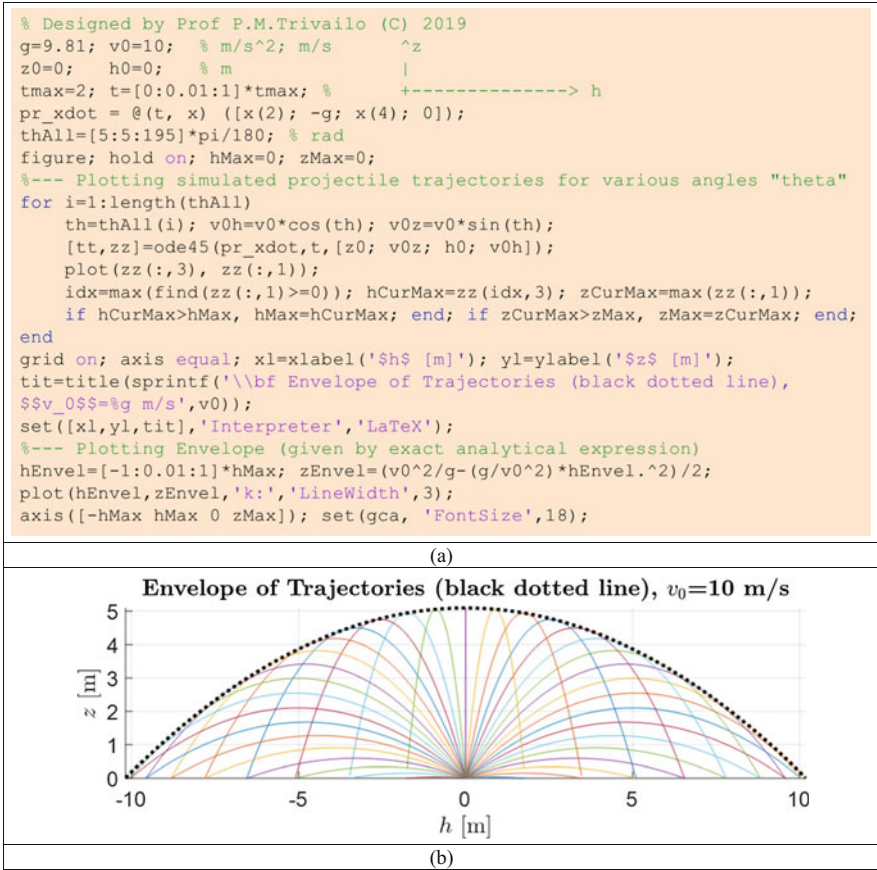 % Designed by Prof P.M.Trivailo (C) 2019
g=9.81; v0=10; % m/s^2; m/s ^z
z0=0; h0=0; % m |
tmax=2; t=[0:0.01:1]*tmax; % +--------------> h
pr_xdot = @(t, x) ([x(2); -g; x(4); 0]);
thAll=[5:5:195]*pi/180; % rad
figure; hold on; hMax=0; zMax=0;
%--- Plotting simulated projectile trajectories for various angles "theta"
for i=1:length(thAll)
th=thAll(i); v0h=v0*cos(th); v0z=v0*sin(th);
[tt,zz]=ode45(pr_xdot,t,[z0; v0z; h0; v0h]);
plot(zz(:,3), zz(:,1));
idx=max(find(zz(:,1)>=0)); hCurMax=zz(idx,3); zCurMax=max(zz(:,1));
if hCurMax>hMax, hMax=hCurMax; end; if zCurMax>zMax, zMax=zCurMax; end;
end
grid on; axis equal; xl=xlabel('$h$ [m]'); yl=ylabel('$z$ [m]');
tit=title(sprintf('\\bf Envelope of Trajectories (black dotted line),
$$v_0$$=%g m/s',v0));
set([xl,yl,tit],'Interpreter','LaTeX');
%--- Plotting Envelope (given by exact analytical expression)
hEnvel=[-1:0.01:1]*hMax; zEnvel=(v0^2/g-(g/v0^2)*hEnvel.^2)/2;
plot(hEnvel,zEnvel,'k:','LineWidth',3);
axis([-hMax hMax 0 zMax]); set(gca, 'FontSize',18);
(a)
Envelope of Trajectories (black dotted line), v₀=10 m/s
5
4
3
2
1
0
z [m]
-10 -5 0 5 10
h [m]
(b)